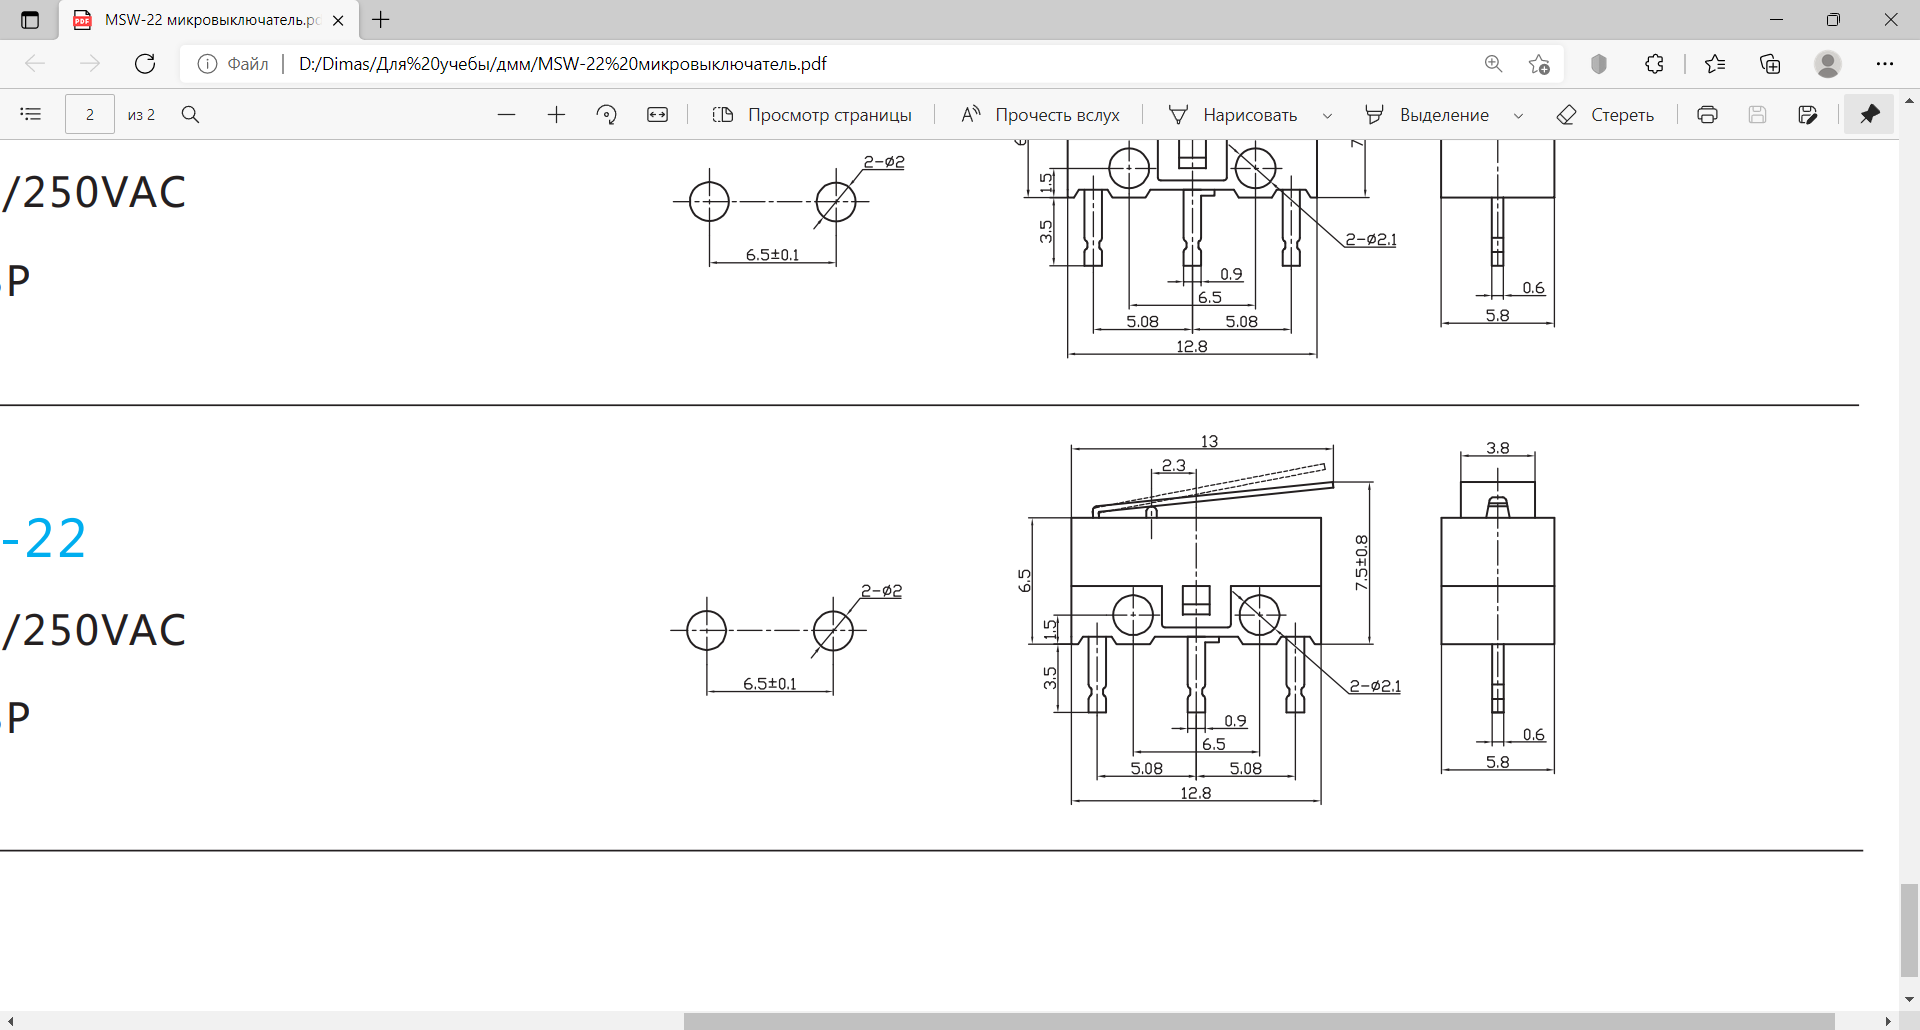 MSW-22 микровыключатель.pdf
Файл
D:/Dimas/Для%20учебы/дмм/MSW-22%20микровыключатель.pdf
2
из 2
Просмотр страницы
Прочесть вслух
Нарисовать
Выделение
Стереть
/250VAC
P
2-ø2
6.5±0.1
1.5
3.5
2-ø2.1
0.9
6.5
5.08
5.08
12.8
0.6
5.8
-22
/250VAC
P
2-ø2
6.5±0.1
13
2.3
6.5
1.5
3.5
7.5±0.8
2-ø2.1
0.9
6.5
5.08
5.08
12.8
3.8
0.6
5.8